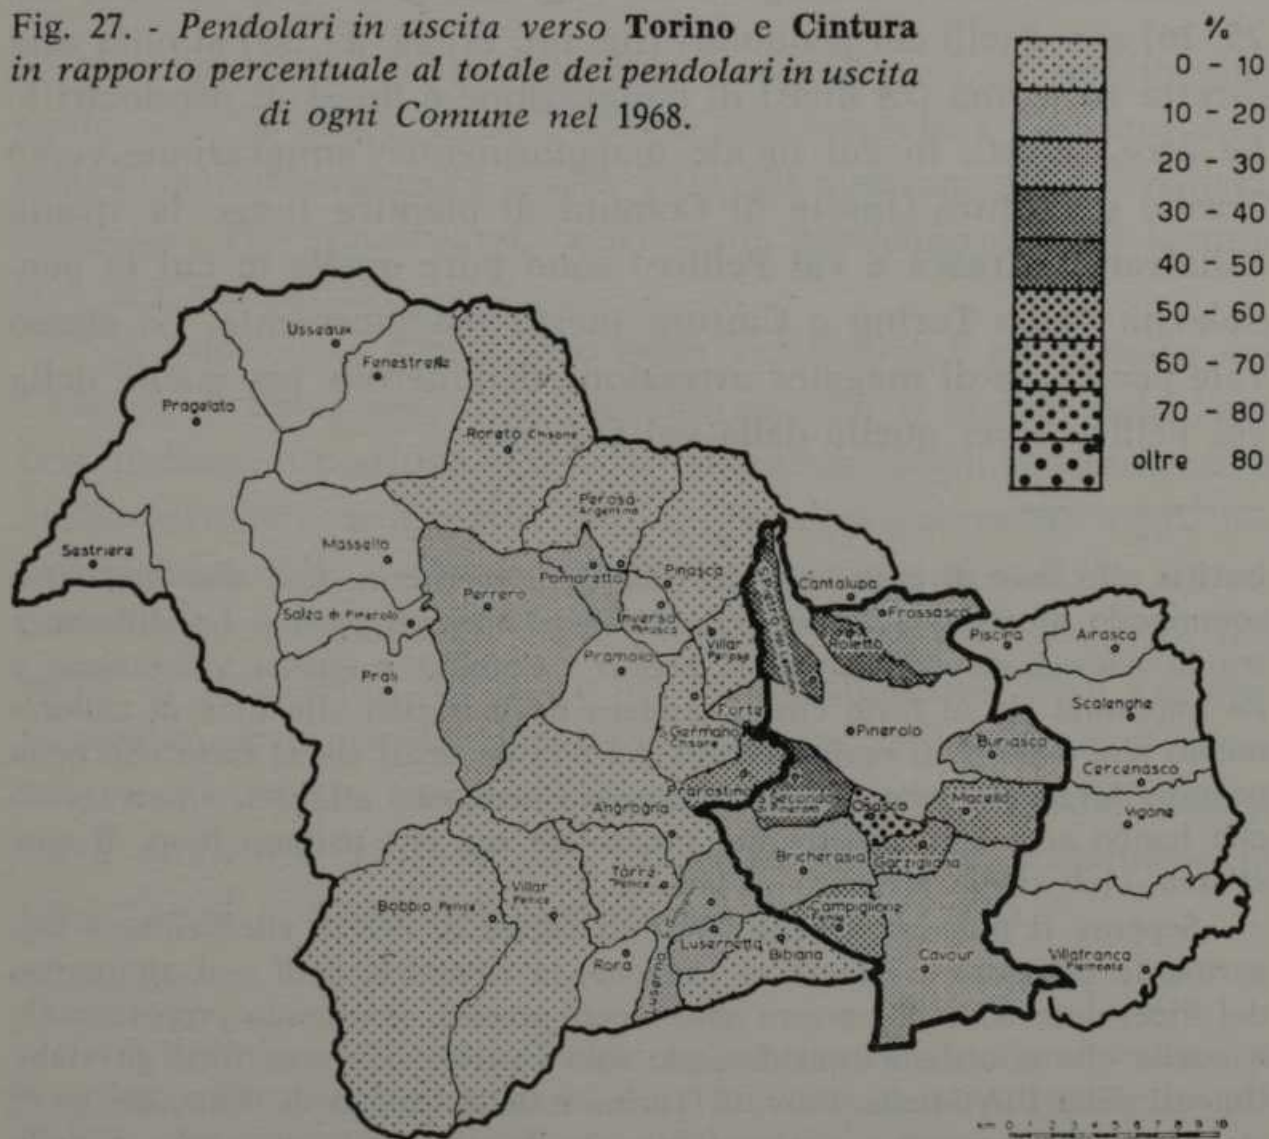 Fig. 27. - Pendolari in uscita verso Torino e Cintura
in rapporto percentuale al totale dei pendolari in uscita
di ogni Comune nel 1968.
%
0 - 10
10 - 20
20 - 30
30 - 40
40 - 50
50 - 60
60 - 70
70 - 80
oltre 80
Usseaux
Fenestrelle
Pragelato
Roreto Chisone
Perosa
Argentina
Sestriere
Massello
Pomaretto
Pinasca
Cantalupa
Perrero
Frossasco
Salza di Pinerolo
Inverso
Pinasca
Villar
Perosa
Roletto
Piscina
Airasca
Pramollo
Prali
Scalenghe
Porte
S. Germano
Chisone
Pinerolo
Buriasco
Cercenasco
Prarostino
S. Secondo
di Pinerolo
Osasco
Macello
Vigone
Angrogna
Bricherasio
Garzigliana
Torre
Pellice
Villar
Pellice
Bobbio Pellice
Campiglione
Fenile
Luserna
Lusernetta
Bibiana
Rorà
Cavour
Villafranca
Piemonte
km 0 1 2 3 4 5 6 7 8 9 10